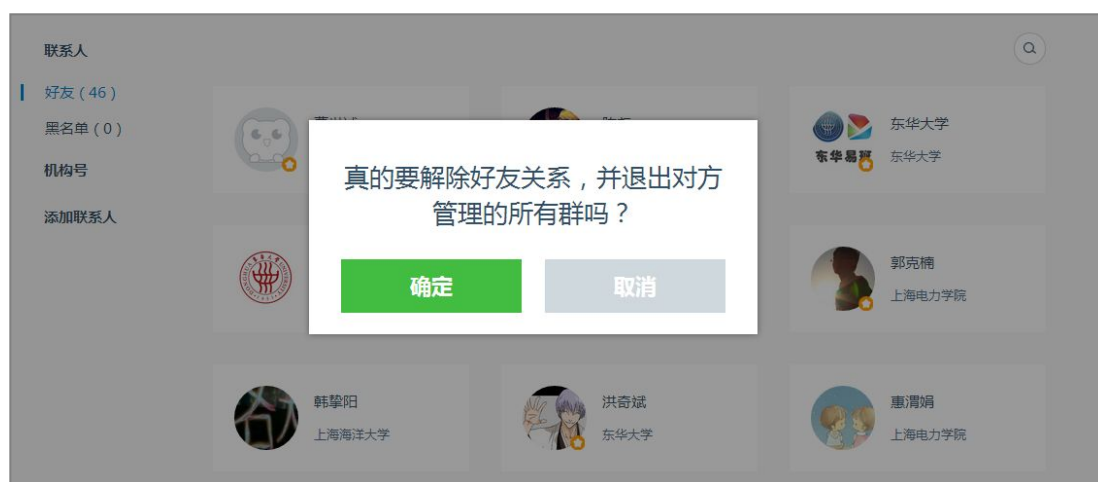 联系人
好友（46）
黑名单（0）
机构号
添加联系人
东华大学
东华大学
东华易班
真的要解除好友关系，并退出对方
管理的所有群吗？
确定
取消
郭克楠
上海电力学院
韩挚阳
上海海洋大学
洪奇斌
东华大学
惠渭娟
上海电力学院